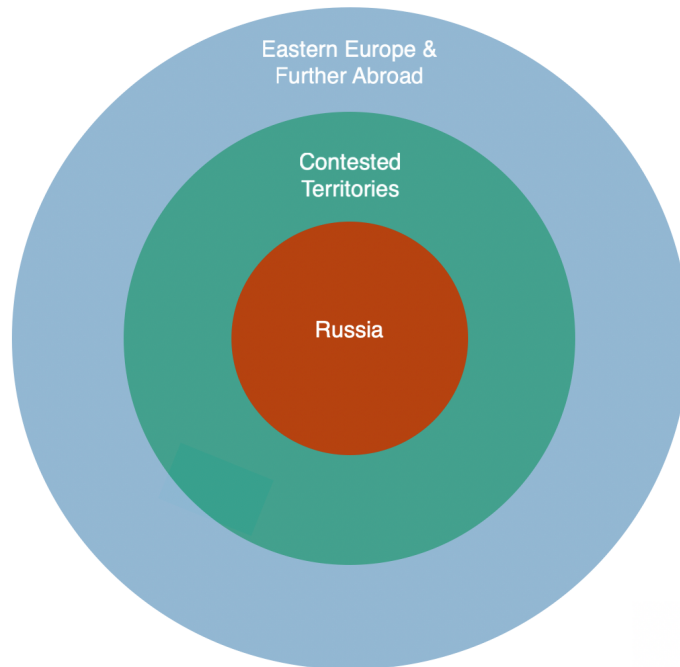 Eastern Europe &
Further Abroad
Contested
Territories
Russia